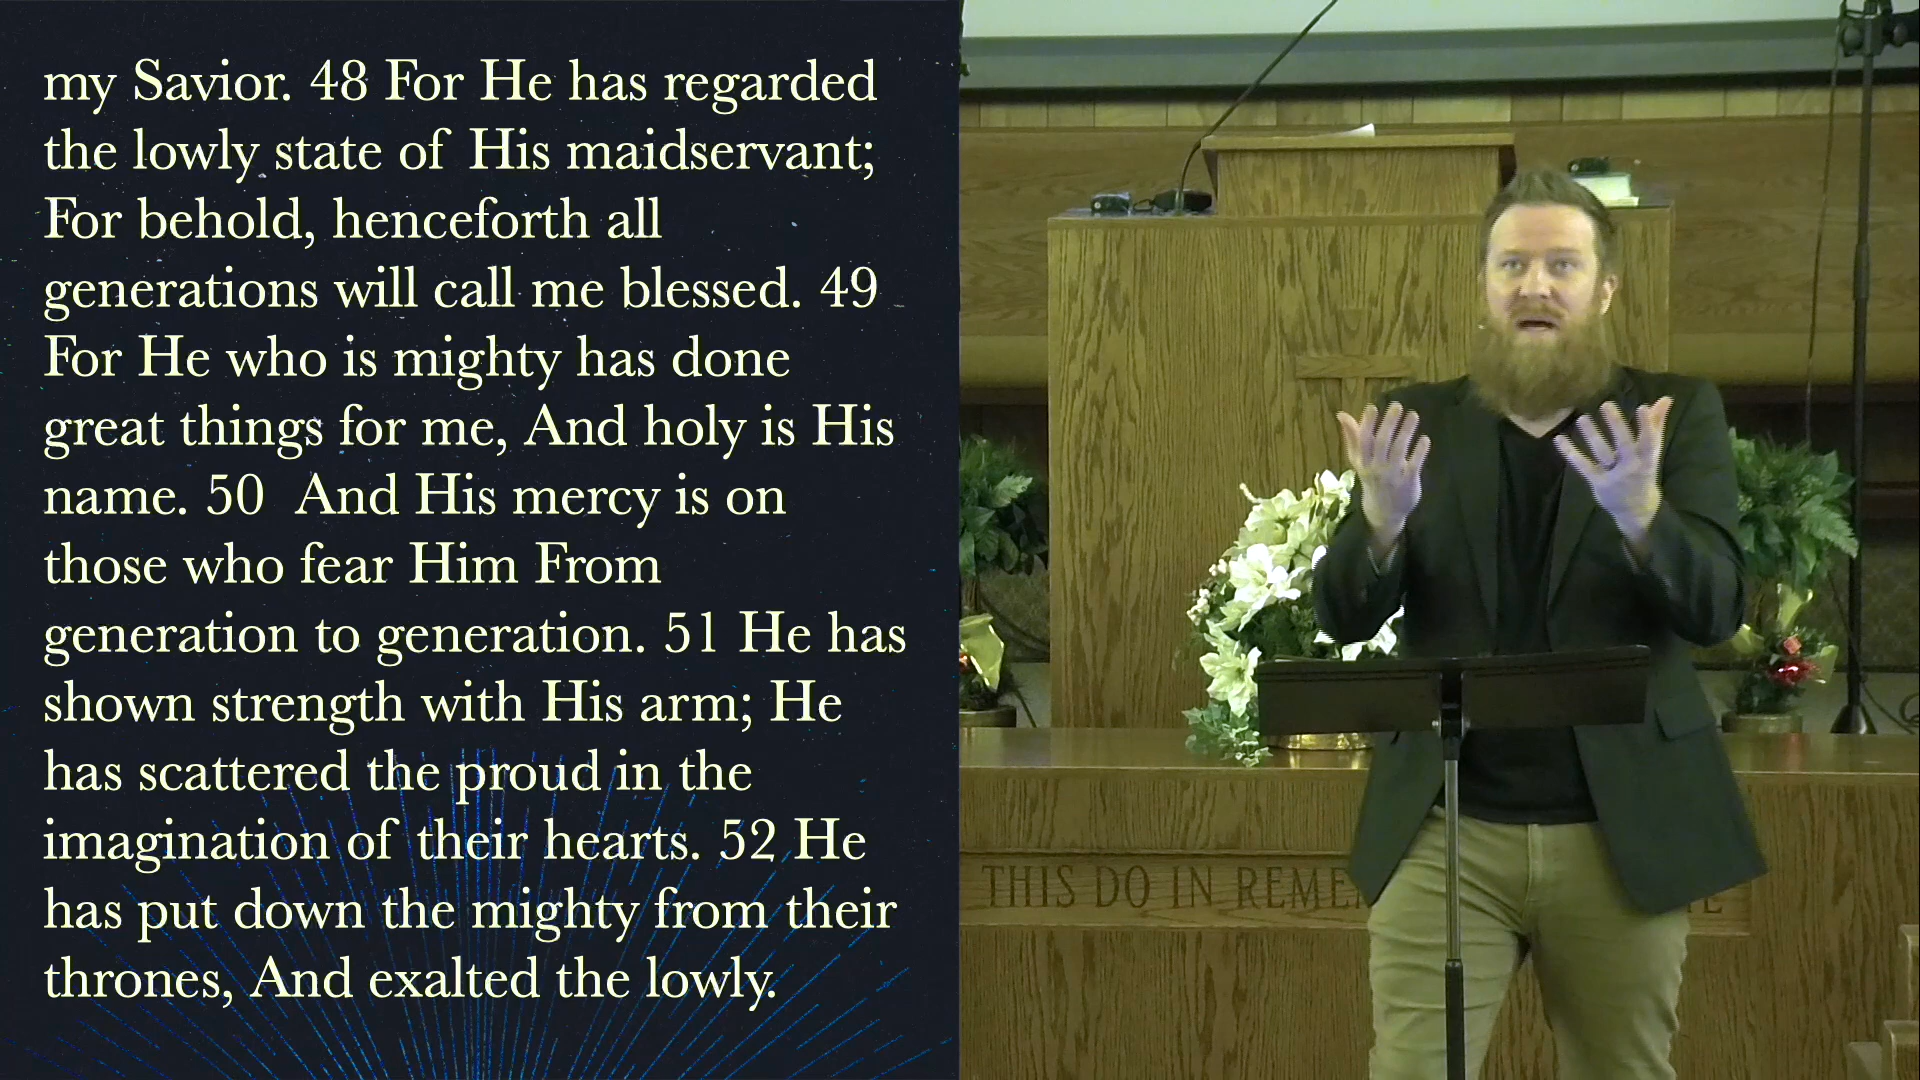 my Savior. 48 For He has regarded
the lowly state of His maidservant;
For behold, henceforth all
generations will call me blessed. 49
For He who is mighty has done
great things for me, And holy is His
name. 50 And His mercy is on
those who fear Him From
generation to generation. 51 He has
shown strength with His arm; He
has scattered the proud in the
imagination of their hearts. 52 He
has put down the mighty from their
thrones, And exalted the lowly.
THIS DO IN